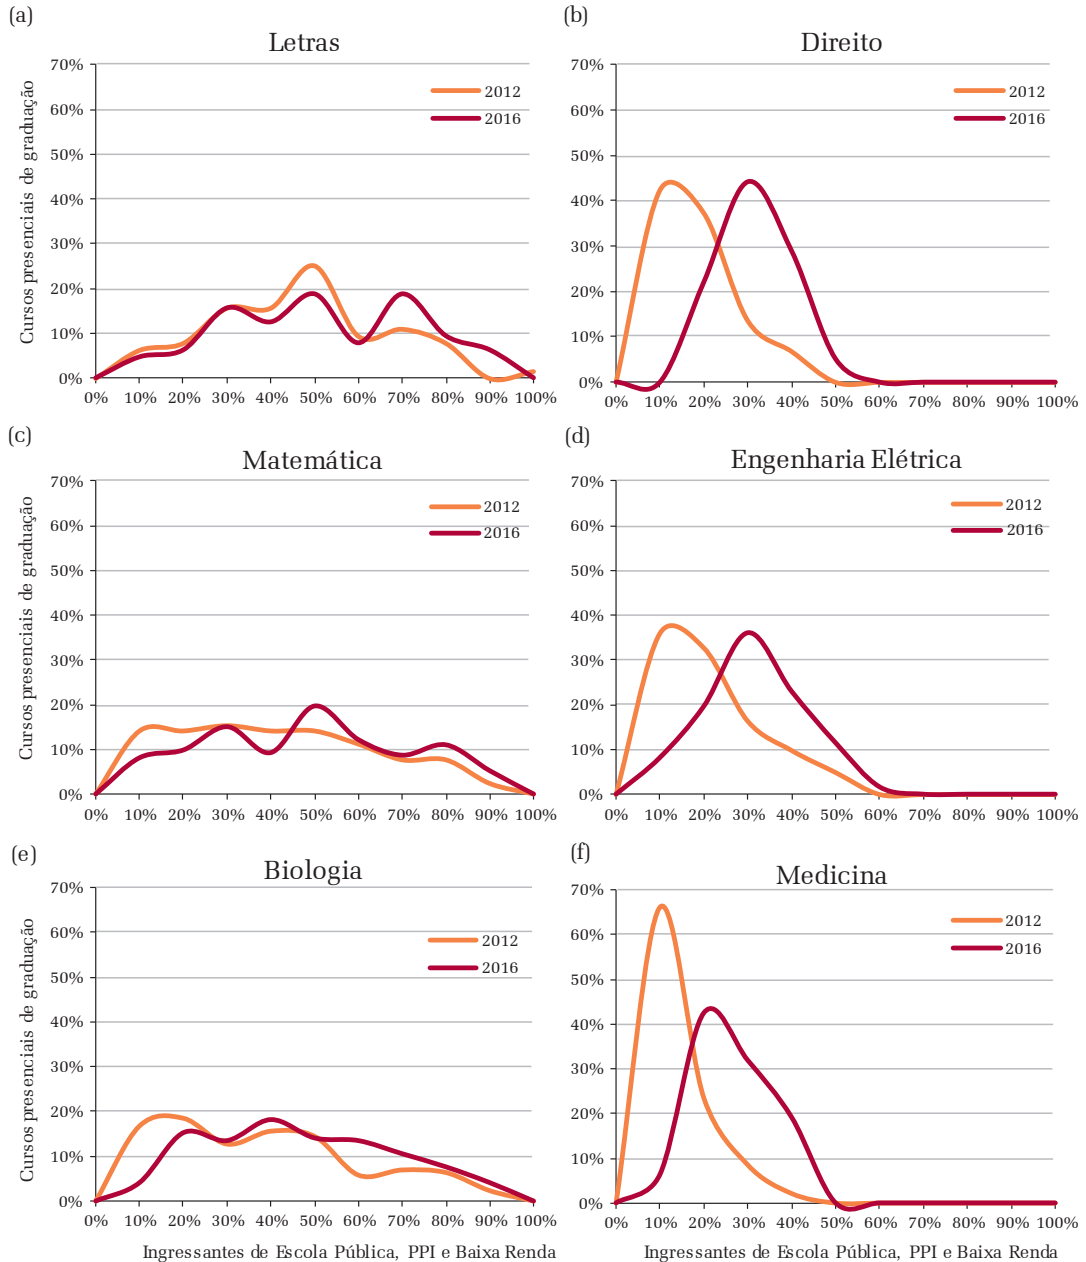 (a)
Letras
Cursos presenciais de graduação
70%
60%
50%
40%
30%
20%
10%
0%
2012
2016
0% 10% 20% 30% 40% 50% 60% 70% 80% 90% 100%
(b)
Direito
70%
60%
50%
40%
30%
20%
10%
0%
2012
2016
0% 10% 20% 30% 40% 50% 60% 70% 80% 90% 100%
(c)
Matemática
Cursos presenciais de graduação
70%
60%
50%
40%
30%
20%
10%
0%
2012
2016
0% 10% 20% 30% 40% 50% 60% 70% 80% 90% 100%
(d)
Engenharia Elétrica
70%
60%
50%
40%
30%
20%
10%
0%
2012
2016
0% 10% 20% 30% 40% 50% 60% 70% 80% 90% 100%
(e)
Biologia
Cursos presenciais de graduação
70%
60%
50%
40%
30%
20%
10%
0%
2012
2016
0% 10% 20% 30% 40% 50% 60% 70% 80% 90% 100%
Ingressantes de Escola Pública, PPI e Baixa Renda
(f)
Medicina
70%
60%
50%
40%
30%
20%
10%
0%
2012
2016
0% 10% 20% 30% 40% 50% 60% 70% 80% 90% 100%
Ingressantes de Escola Pública, PPI e Baixa Renda